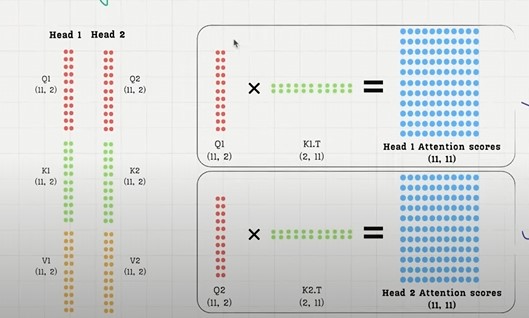 Head 1 Head 2
Q1
(11, 2)
Q2
(11, 2)
K1
(11, 2)
K2
(11, 2)
V1
(11, 2)
V2
(11, 2)
× =
Q1
(11, 2)
K1.T
(2, 11)
Head 1 Attention scores
(11, 11)
× =
Q2
(11, 2)
K2.T
(2, 11)
Head 2 Attention scores
(11, 11)